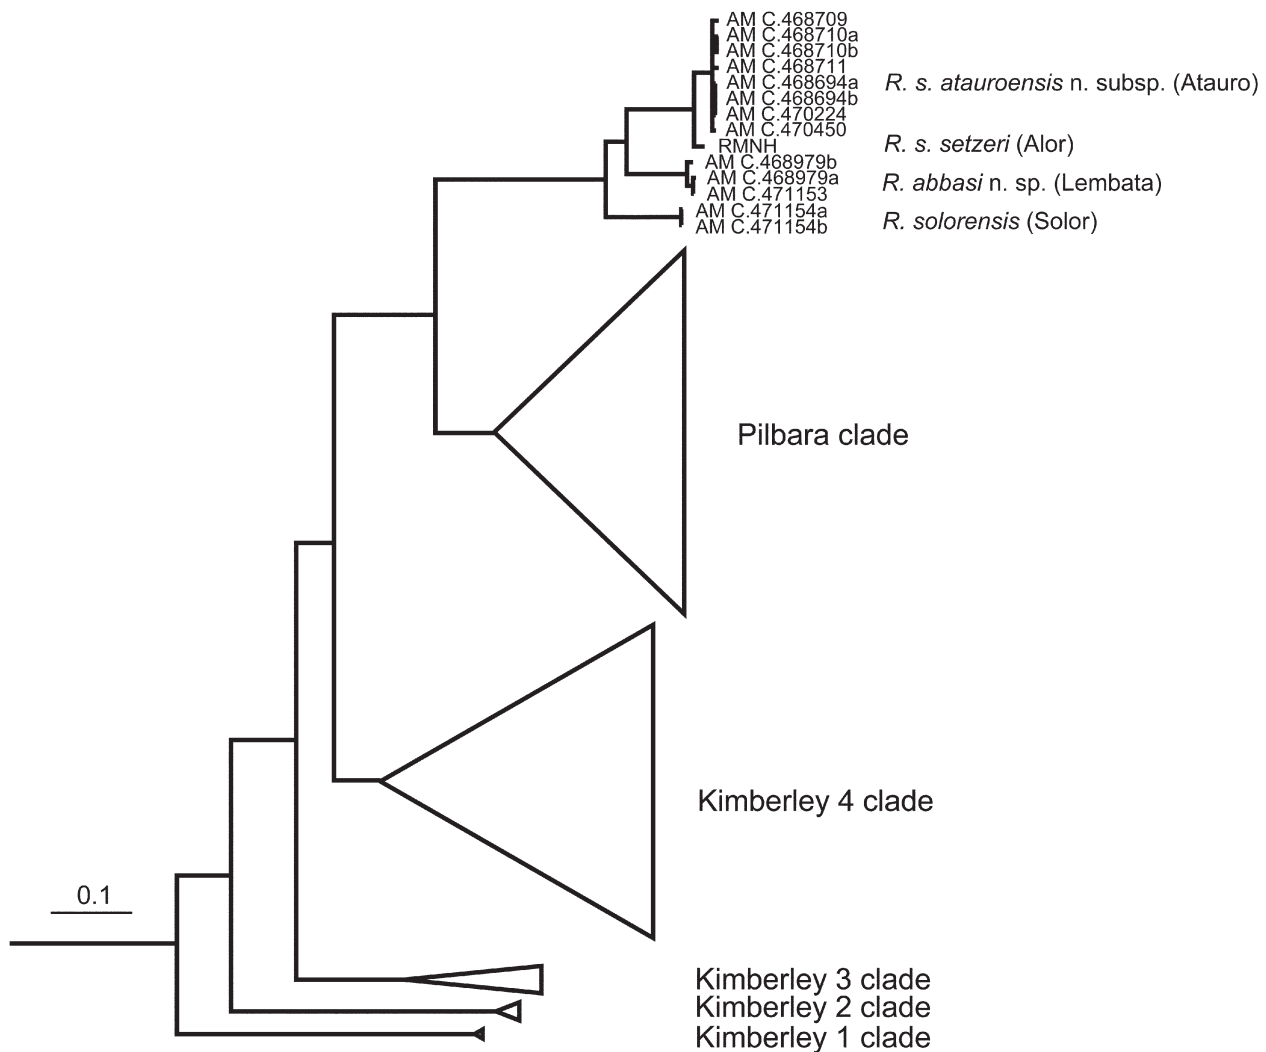 AM C.468709
AM C.468710a
AM C.468710b
AM C.468711
AM C.468694a
R. s. atauroensis n. subsp. (Atauro)
AM C.468694b
AM C.470224
AM C.470450
RMNH
R. s. setzeri (Alor)
AM C.468979b
AM C.468979a
R. abbasi n. sp. (Lembata)
AM C.471153
AM C.471154a
R. solorensis (Solor)
AM C.471154b
Pilbara clade
Kimberley 4 clade
0.1
Kimberley 3 clade
Kimberley 2 clade
Kimberley 1 clade